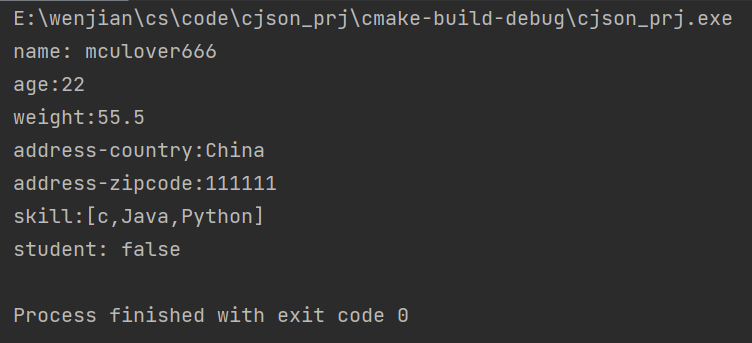 E:\wenjian\cs\code\cjson_prj\cmake-build-debug\cjson_prj.exe
name: mculover666
age:22
weight:55.5
address-country:China
address-zipcode:111111
skill:[c,Java,Python]
student: false
Process finished with exit code 0